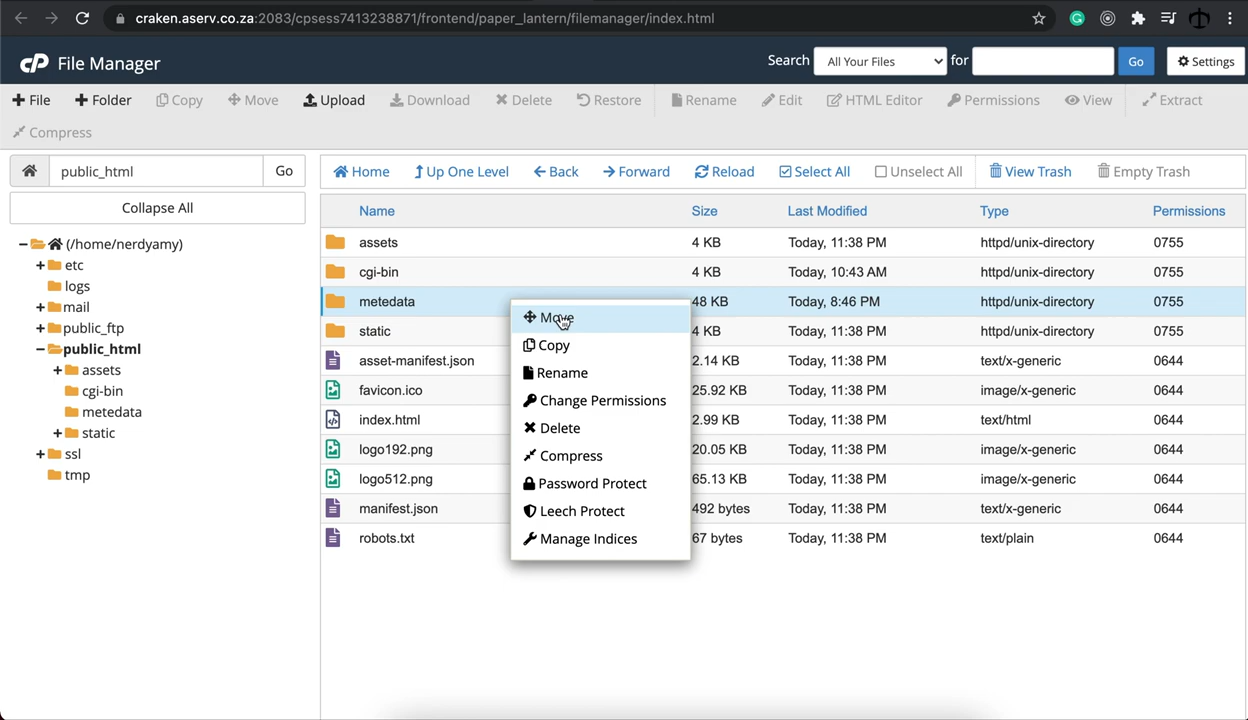 craken.aserv.co.za:2083/cpsess7413238871/frontend/paper_lantern/filemanager/index.html
cP File Manager
Search All Your Files for Go Settings
File Folder Copy Move Upload Download Delete Restore Rename Edit HTML Editor Permissions View Extract
Compress
public_html Go
Home Up One Level Back Forward Reload Select All Unselect All View Trash Empty Trash
Collapse All
(/home/nerdyamy)
etc
logs
mail
public_ftp
public_html
assets
cgi-bin
metedata
static
ssl
tmp
Name Size Last Modified Type Permissions
assets 4 KB Today, 11:38 PM httpd/unix-directory 0755
cgi-bin 4 KB Today, 10:43 AM httpd/unix-directory 0755
metedata 48 KB Today, 8:46 PM httpd/unix-directory 0755
static 4 KB Today, 11:38 PM httpd/unix-directory 0755
asset-manifest.json 2.14 KB Today, 11:38 PM text/x-generic 0644
favicon.ico 25.92 KB Today, 11:38 PM image/x-generic 0644
index.html 2.99 KB Today, 11:38 PM text/html 0644
logo192.png 20.05 KB Today, 11:38 PM image/x-generic 0644
logo512.png 65.13 KB Today, 11:38 PM image/x-generic 0644
manifest.json 492 bytes Today, 11:38 PM text/x-generic 0644
robots.txt 67 bytes Today, 11:38 PM text/plain 0644
Move
Copy
Rename
Change Permissions
Delete
Compress
Password Protect
Leech Protect
Manage Indices